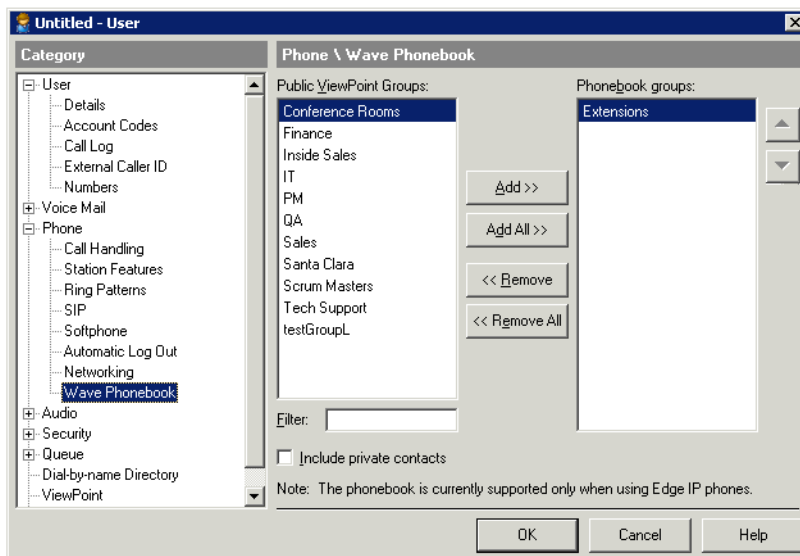 Untitled - User
Category
User
Details
Account Codes
Call Log
External Caller ID
Numbers
Voice Mail
Phone
Call Handling
Station Features
Ring Patterns
SIP
Softphone
Automatic Log Out
Networking
Wave Phonebook
Audio
Security
Queue
Dial-by-name Directory
ViewPoint
Phone \ Wave Phonebook
Public ViewPoint Groups:
Conference Rooms
Finance
Inside Sales
IT
PM
QA
Sales
Santa Clara
Scrum Masters
Tech Support
testGroupL
Filter:
Add >>
Add All >>
<< Remove
<< Remove All
Phonebook groups:
Extensions
Include private contacts
Note: The phonebook is currently supported only when using Edge IP phones.
OK
Cancel
Help